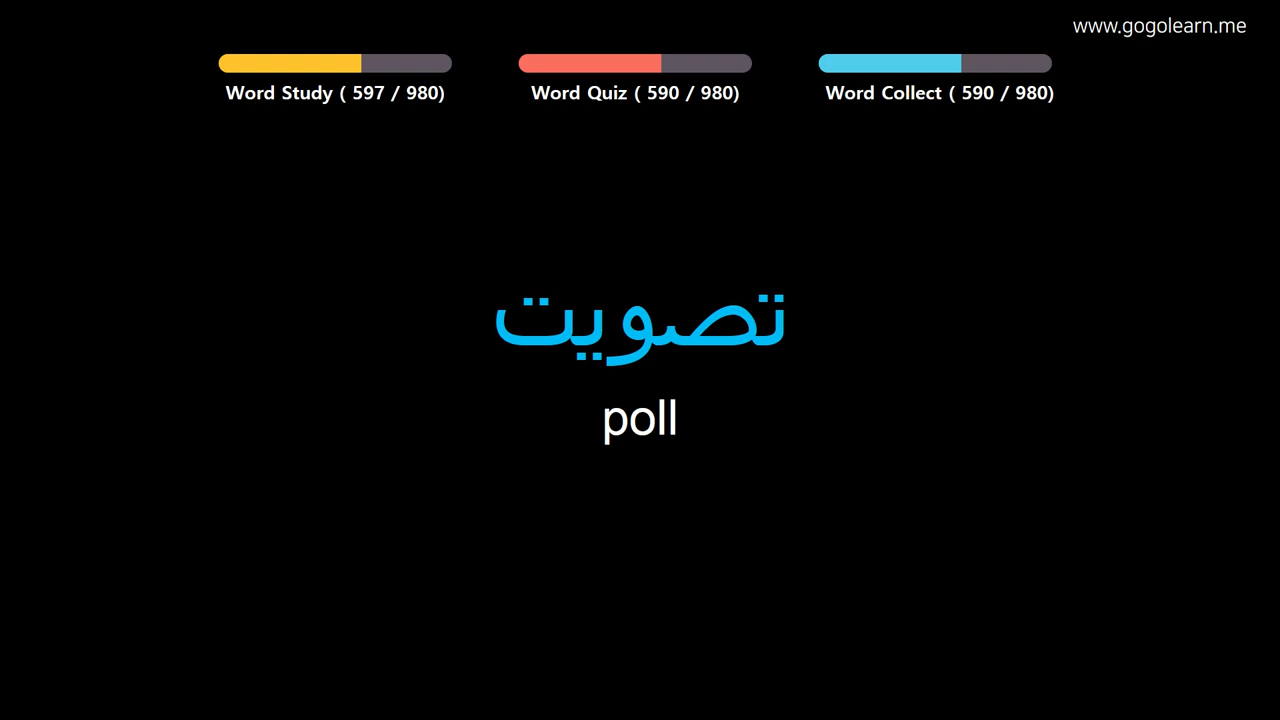 www.gogolearn.me
Word Study ( 597 / 980)
Word Quiz ( 590 / 980)
Word Collect ( 590 / 980)
تصويت
poll